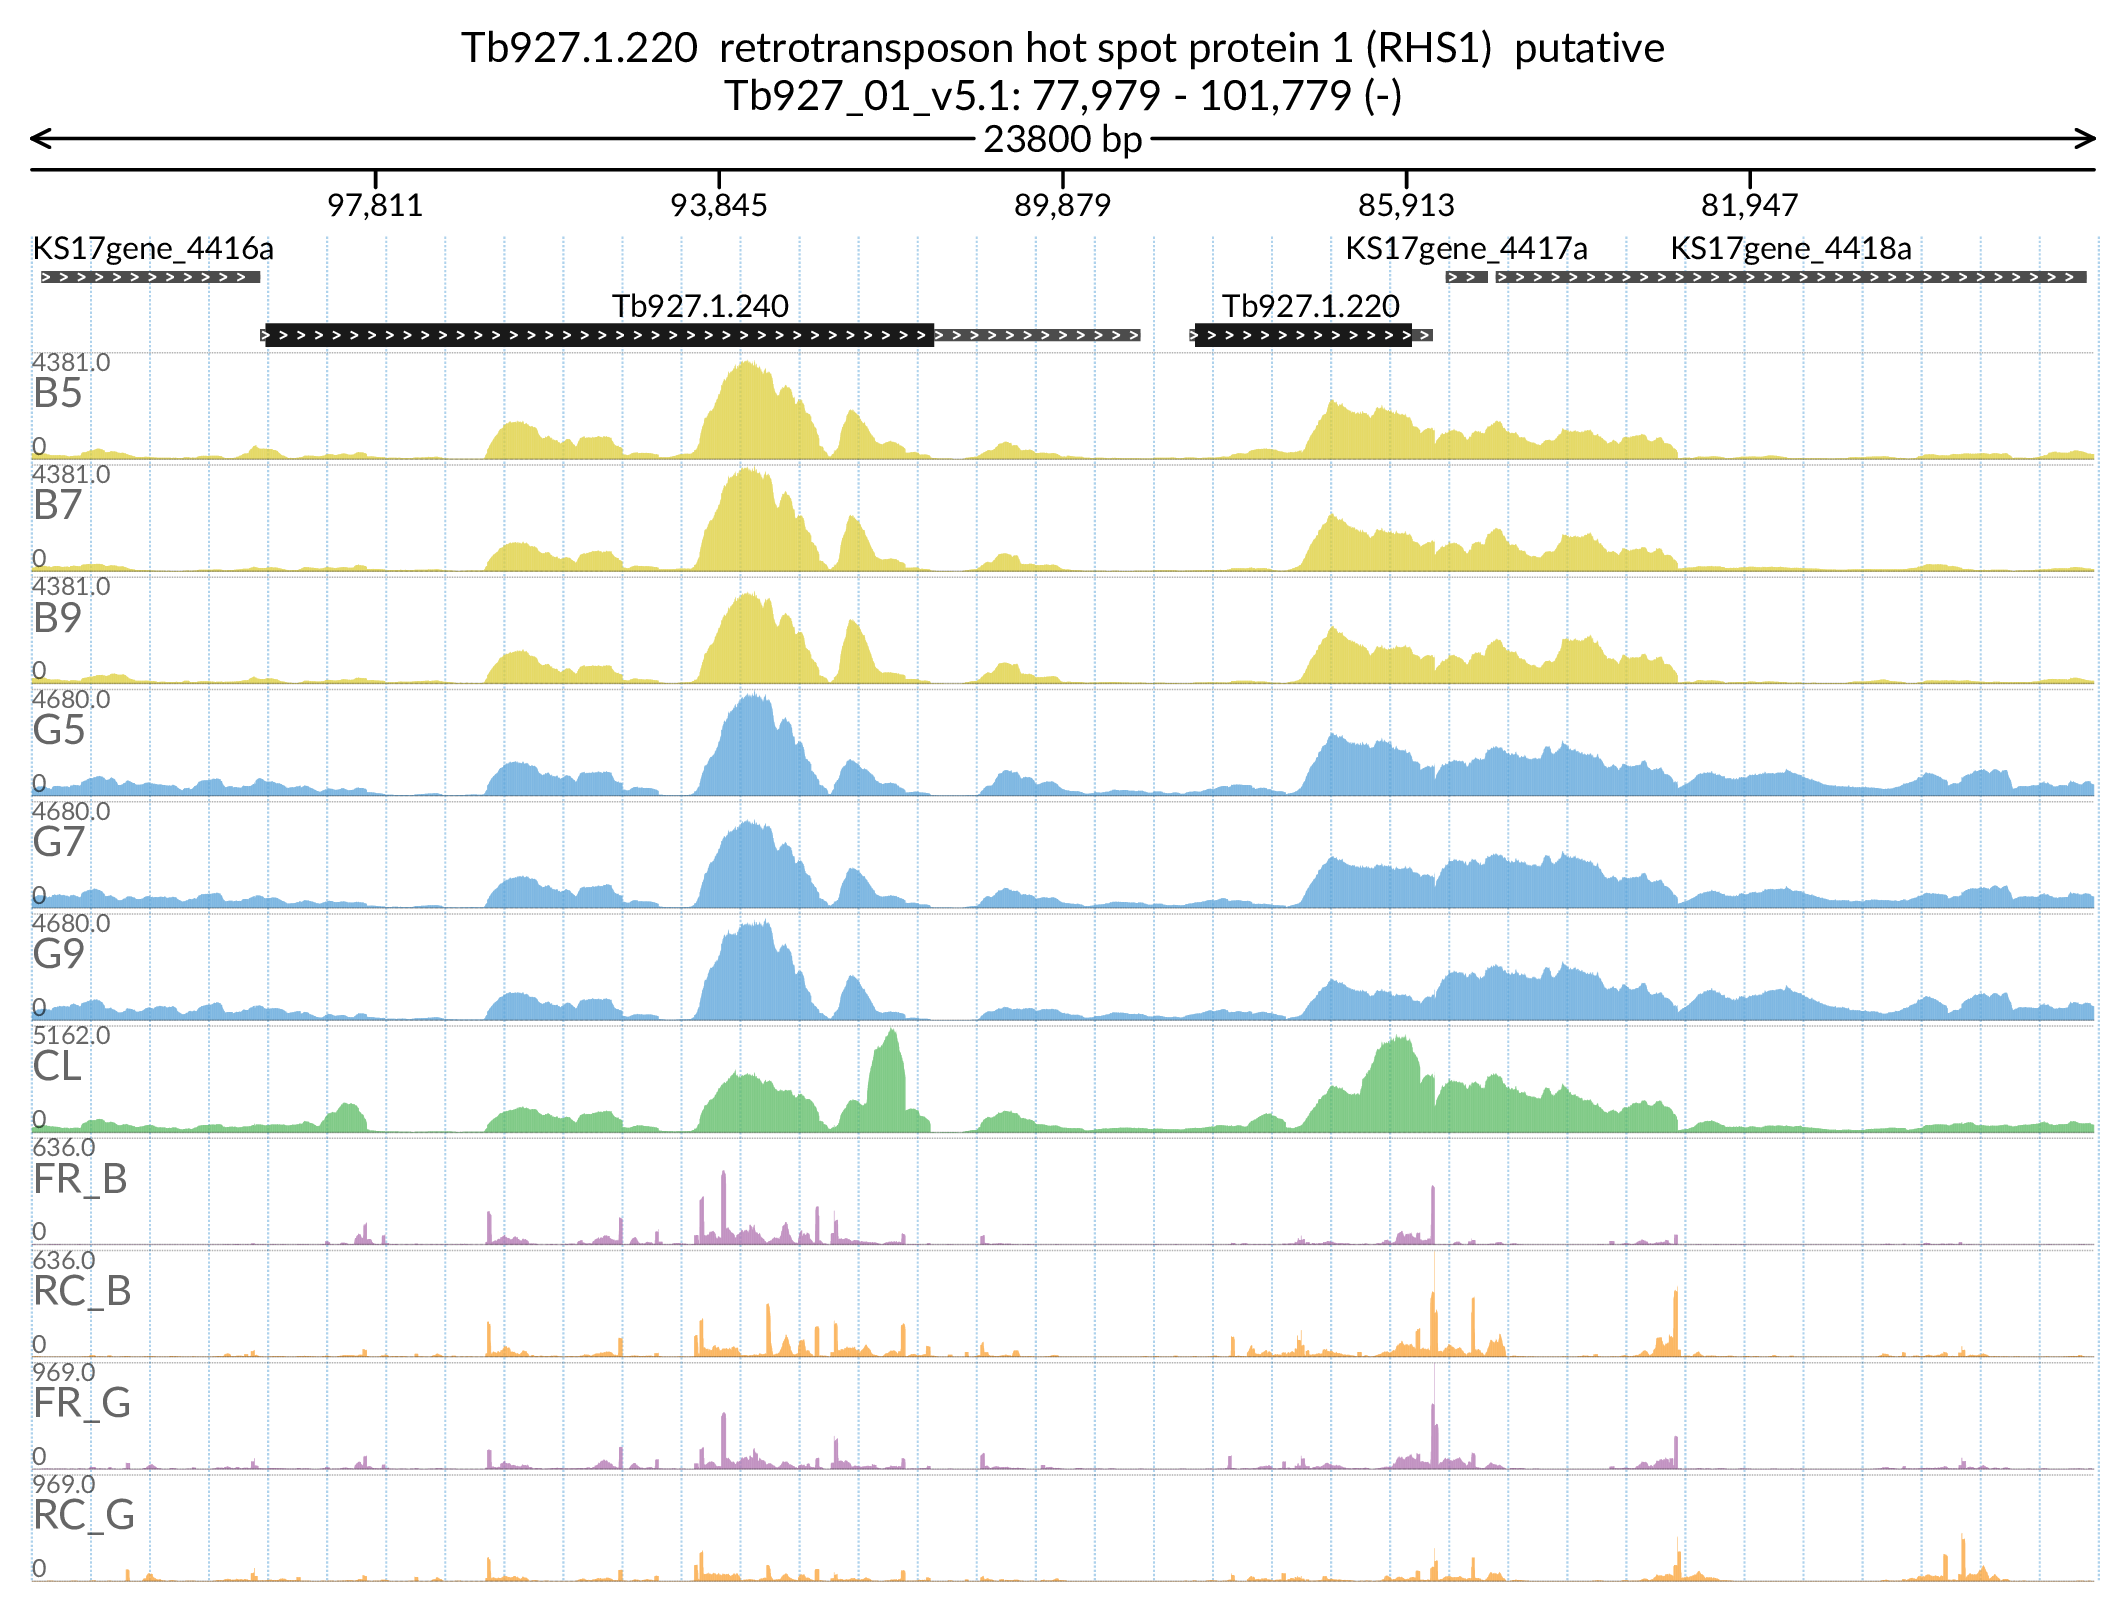 Tb927.1.220  retrotransposon hot spot protein 1 (RHS1)  putative
Tb927_01_v5.1: 77,979 - 101,779 (-)
23800 bp
97,811 93,845 89,879 85,913 81,947
KS17gene_4416a KS17gene_4417a KS17gene_4418a
Tb927.1.240 Tb927.1.220
4381.0
B5
0
4381.0
B7
0
4381.0
B9
0
4680.0
G5
0
4680.0
G7
0
4680.0
G9
0
5162.0
CL
0
636.0
FR_B
0
636.0
RC_B
0
969.0
FR_G
0
969.0
RC_G
0